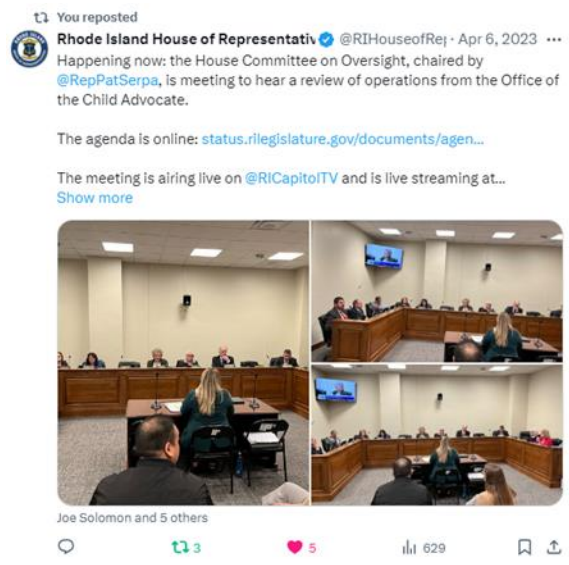 You reposted
Rhode Island House of Representativ @RIHouseofRej · Apr 6, 2023 ···
Happening now: the House Committee on Oversight, chaired by
@RepPatSerpa, is meeting to hear a review of operations from the Office of
the Child Advocate.
The agenda is online: status.rilegislature.gov/documents/agen...
The meeting is airing live on @RICapitolTV and is live streaming at...
Show more
Joe Solomon and 5 others
3 5 629